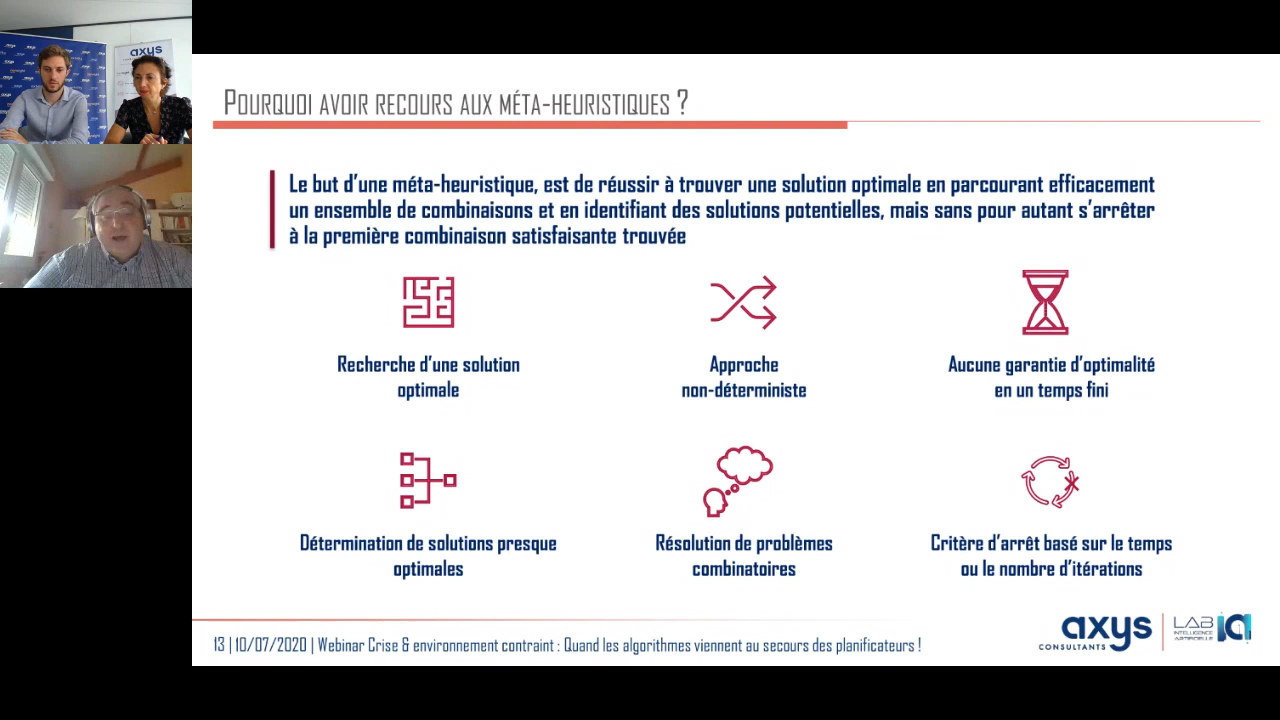 axys
Pourquoi avoir recours aux méta-heuristiques ?
Le but d'une méta-heuristique, est de réussir à trouver une solution optimale en parcourant efficacement
un ensemble de combinaisons et en identifiant des solutions potentielles, mais sans pour autant s'arrêter
à la première combinaison satisfaisante trouvée
Recherche d'une solution
optimale
Approche
non-déterministe
Aucune garantie d'optimalité
en un temps fini
Détermination de solutions presque
optimales
Résolution de problèmes
combinatoires
Critère d'arrêt basé sur le temps
ou le nombre d'itérations
13 | 10/07/2020 | Webinar Crise & environnement contraint : Quand les algorithmes viennent au secours des planificateurs !
axys
CONSULTANTS
LAB
INTELLIGENCE
ARTIFICIELLE
ia